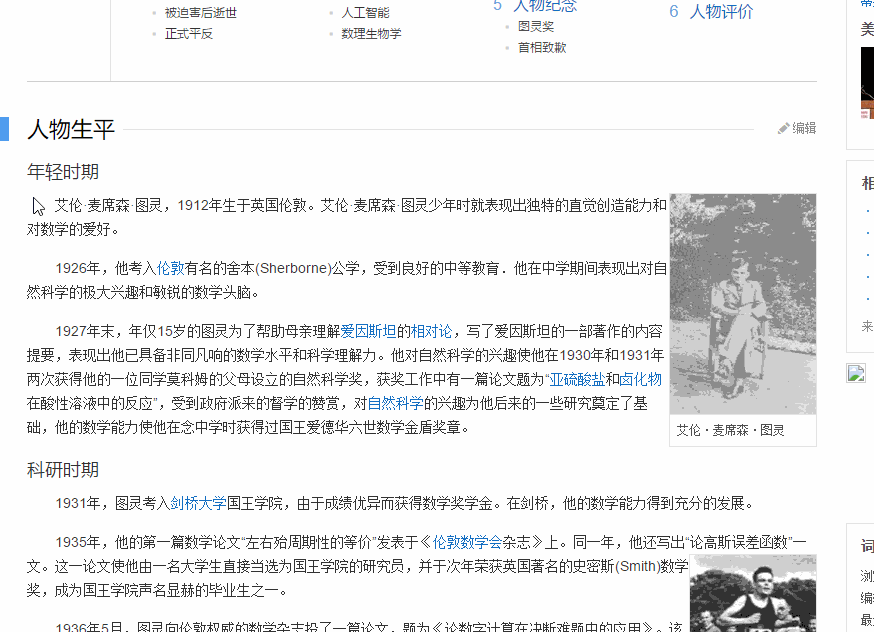 被迫害后逝世
正式平反
人工智能
数理生物学
5 人物纪念
图灵奖
首相致歉
6 人物评价
人物生平
编辑
年轻时期
艾伦·麦席森·图灵，1912年生于英国伦敦。艾伦·麦席森·图灵少年时就表现出独特的直觉创造能力和
对数学的爱好。
1926年，他考入伦敦有名的舍本(Sherborne)公学，受到良好的中等教育．他在中学期间表现出对自
然科学的极大兴趣和敏锐的数学头脑。
1927年末，年仅15岁的图灵为了帮助母亲理解爱因斯坦的相对论，写了爱因斯坦的一部著作的内容
提要，表现出他已具备非同凡响的数学水平和科学理解力。他对自然科学的兴趣使他在1930年和1931年
两次获得他的一位同学莫科姆的父母设立的自然科学奖，获奖工作中有一篇论文题为“亚硫酸盐和卤化物
在酸性溶液中的反应”，受到政府派来的督学的赞赏，对自然科学的兴趣为他后来的一些研究奠定了基
础，他的数学能力使他在念中学时获得过国王爱德华六世数学金盾奖章。
艾伦·麦席森·图灵
科研时期
1931年，图灵考入剑桥大学国王学院，由于成绩优异而获得数学奖学金。在剑桥，他的数学能力得到充分的发展。
1935年，他的第一篇数学论文“左右殆周期性的等价”发表于《伦敦数学会杂志》上。同一年，他还写出“论高斯误差函数”一
文。这一论文使他由一名大学生直接当选为国王学院的研究员，并于次年荣获英国著名的史密斯(Smith)数学
奖，成为国王学院声名显赫的毕业生之一。
1936年5月，图灵向伦敦权威的数学杂志投了一篇论文，题为《论数字计算在决断难题中的应用》。该
美
相
来
词
浏
编
最